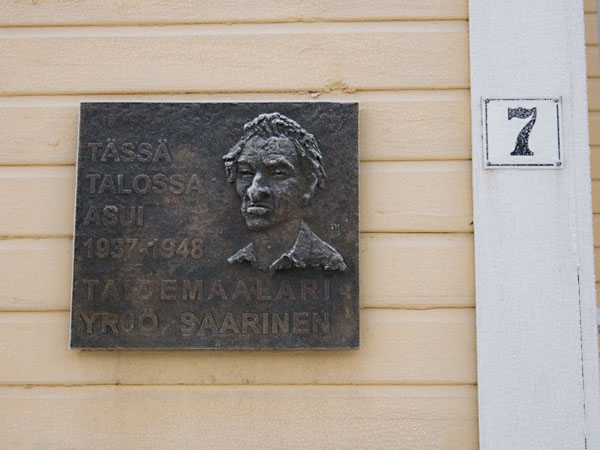 TÄSSÄ
TALOSSA
ASUI
1937-1948
TAIDEMAALARI
YRJÖ SAARINEN
7